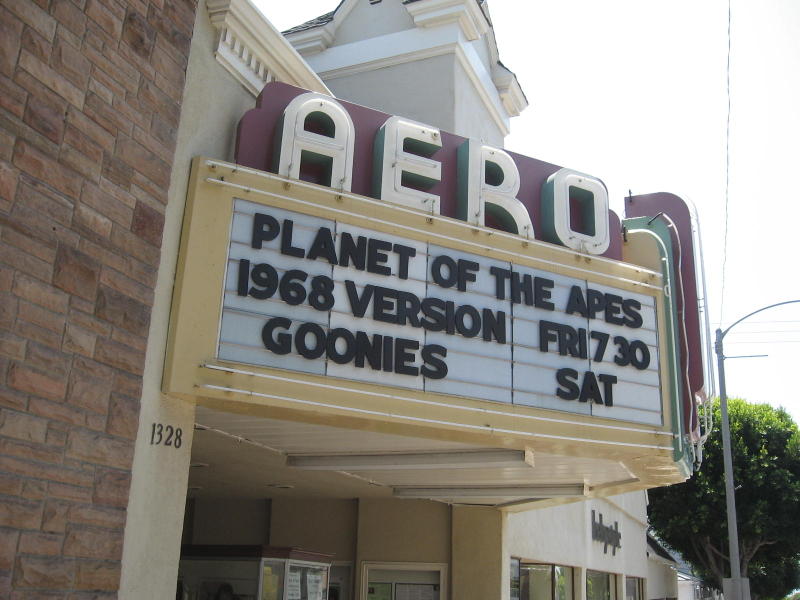 AERO
PLANET OF THE APES
1968 VERSION FRI 7 30
GOONIES SAT
1328